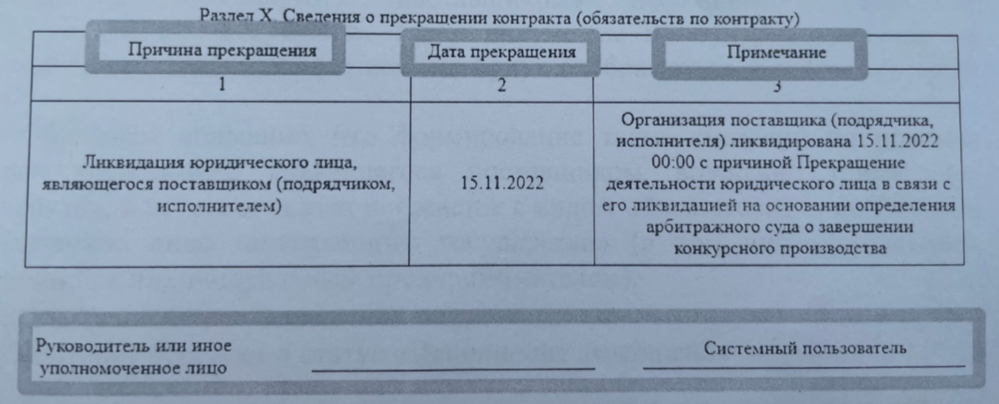 Раздел X. Сведения о прекращении контракта (обязательств по контракту)
Причина прекращения
Дата прекращения
Примечание
1
2
3
Ликвидация юридического лица,
являющегося поставщиком (подрядчиком,
исполнителем)
15.11.2022
Организация поставщика (подрядчика,
исполнителя) ликвидирована 15.11.2022
00:00 с причиной Прекращение
деятельности юридического лица в связи с
его ликвидацией на основании определения
арбитражного суда о завершении
конкурсного производства
Руководитель или иное
уполномоченное лицо
Системный пользователь